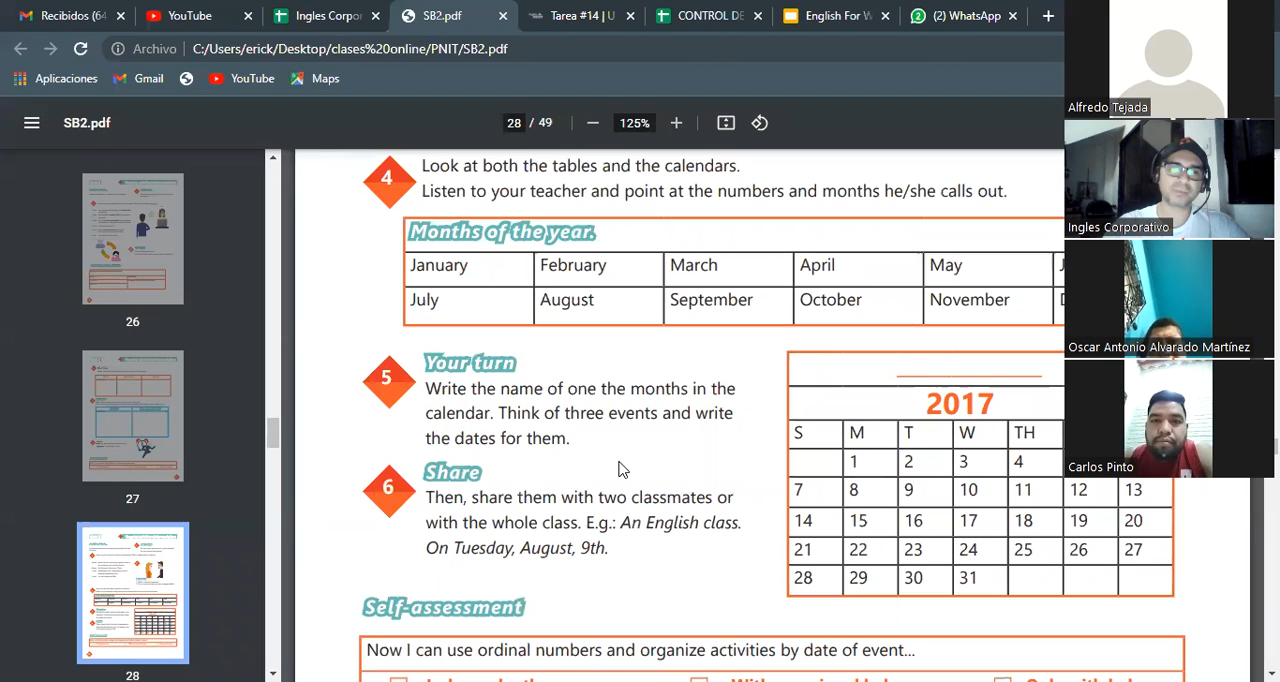 Recibidos (64
YouTube
Ingles Corpor
SB2.pdf
Tarea #14 | U
CONTROL DE
English For W
(2) WhatsApp
Archivo
C:/Users/erick/Desktop/clases%20online/PNIT/SB2.pdf
Aplicaciones
Gmail
YouTube
Maps
SB2.pdf
28 / 49
125%
26
27
28
4
Look at both the tables and the calendars.
Listen to your teacher and point at the numbers and months he/she calls out.
Months of the year.
January February March April May
July August September October November
5
Your turn
Write the name of one the months in the
calendar. Think of three events and write
the dates for them.
6
Share
Then, share them with two classmates or
with the whole class. E.g.: An English class.
On Tuesday, August, 9th.
2017
S M T W TH
1 2 3 4
7 8 9 10 11 12 13
14 15 16 17 18 19 20
21 22 23 24 25 26 27
28 29 30 31
Self-assessment
Now I can use ordinal numbers and organize activities by date of event...
Alfredo Tejada
Ingles Corporativo
Oscar Antonio Alvarado Martínez
Carlos Pinto